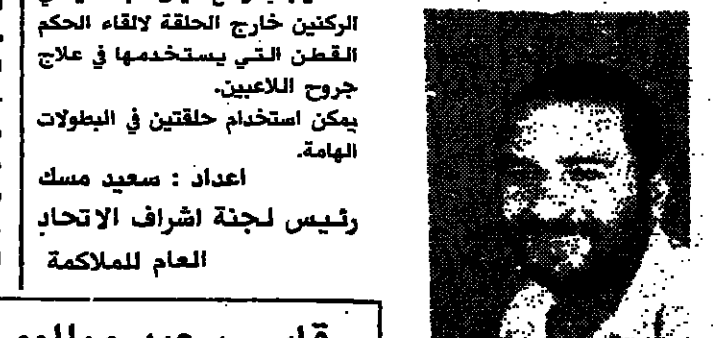 الركنين خارج الحلقة لالقاء الحكم
القطن التي يستخدمها في علاج
جروح اللاعبين.
يمكن استخدام حلقتين في البطولات
الهامة.
اعداد : سعيد مسك
رئيس لجنة اشراف الاتحاد
العام للملاكمة